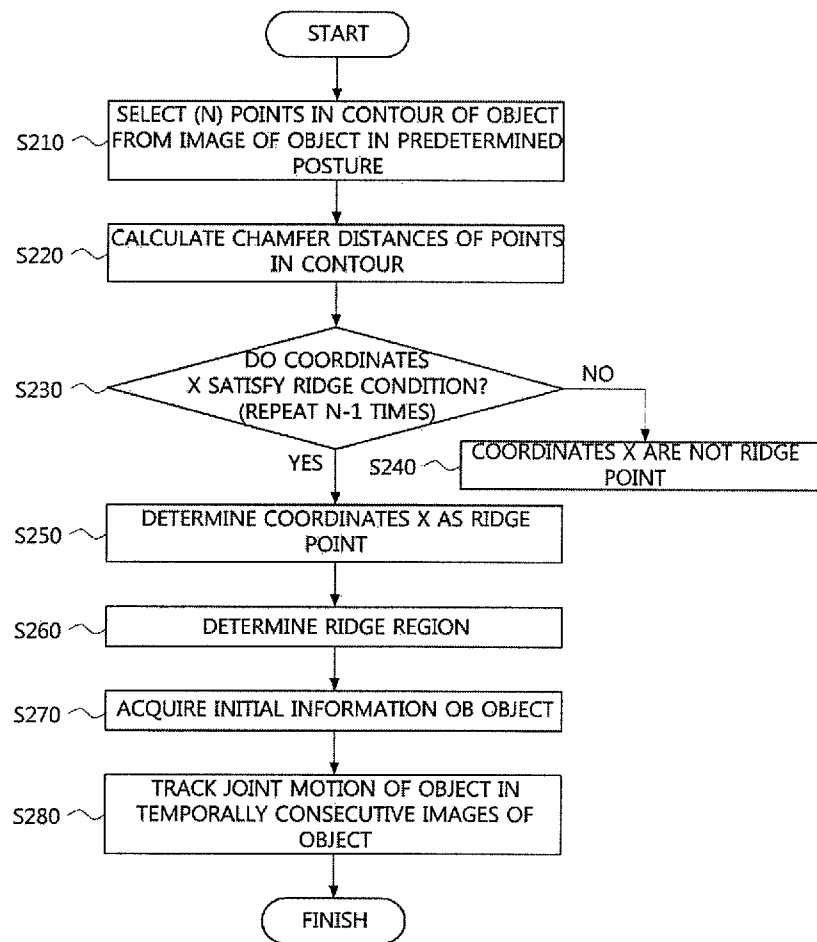 START
S210
SELECT (N) POINTS IN CONTOUR OF OBJECT
FROM IMAGE OF OBJECT IN PREDETERMINED
POSTURE
S220
CALCULATE CHAMFER DISTANCES OF POINTS
IN CONTOUR
S230
DO COORDINATES
X SATISFY RIDGE CONDITION?
(REPEAT N-1 TIMES)
NO
YES
S240
COORDINATES X ARE NOT RIDGE
POINT
S250
DETERMINE COORDINATES X AS RIDGE
POINT
S260
DETERMINE RIDGE REGION
S270
ACQUIRE INITIAL INFORMATION OB OBJECT
S280
TRACK JOINT MOTION OF OBJECT IN
TEMPORALLY CONSECUTIVE IMAGES OF
OBJECT
FINISH